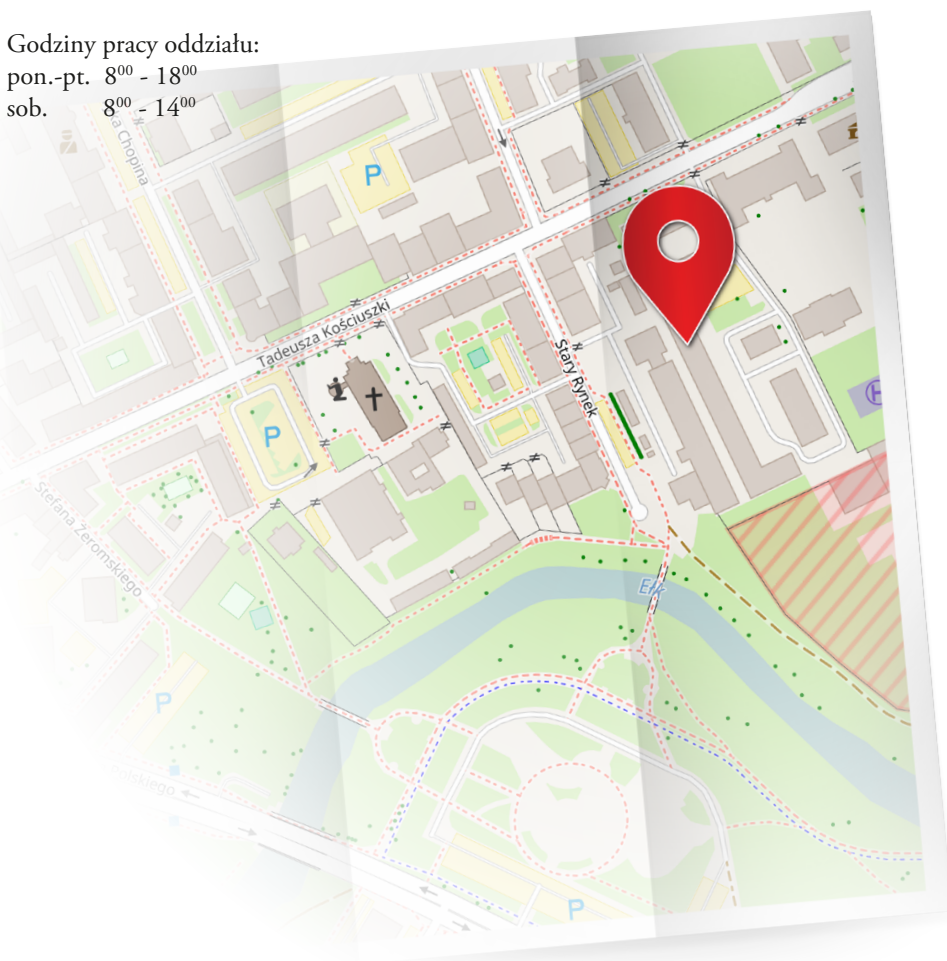 Godziny pracy oddziału:
pon.-pt. 8⁰⁰ - 18⁰⁰
sob. 8⁰⁰ - 14⁰⁰
Chopina
P
Tadeusza Kościuszki
Stary Rynek
P
H
Stefana Żeromskiego
Ełk
P
P